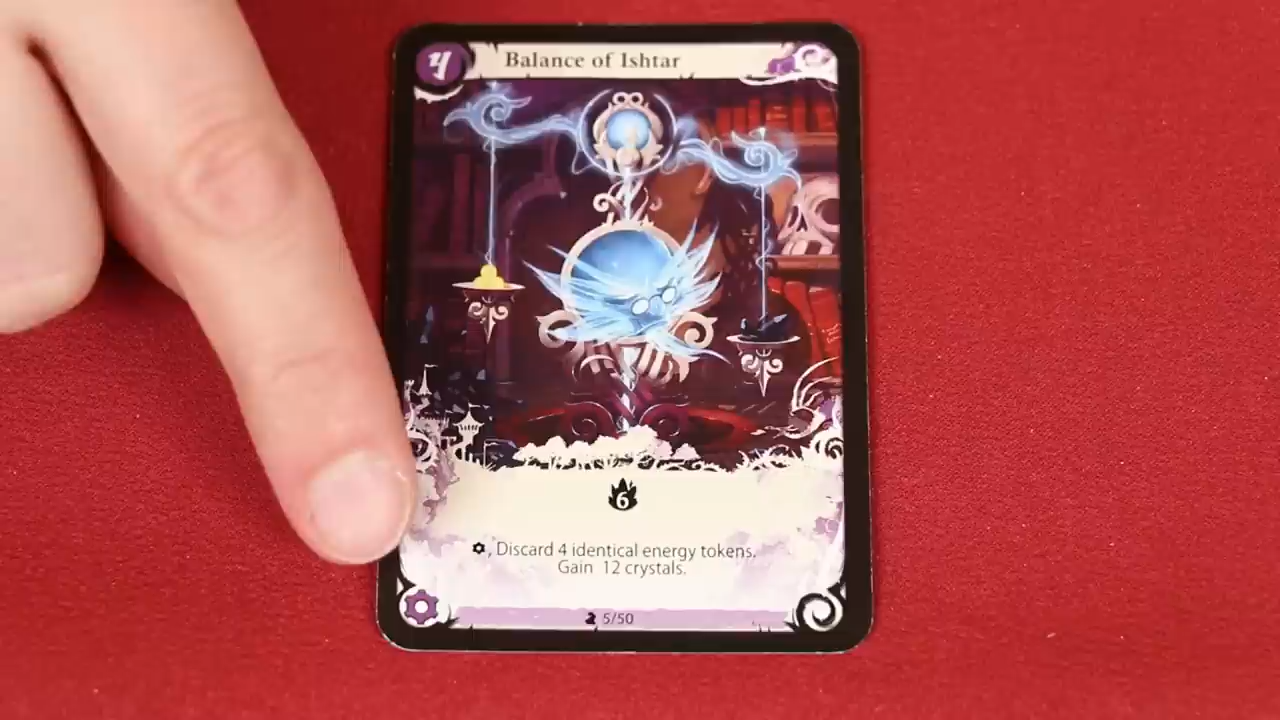 4
Balance of Ishtar
6
, Discard 4 identical energy tokens.
Gain 12 crystals.
5/50